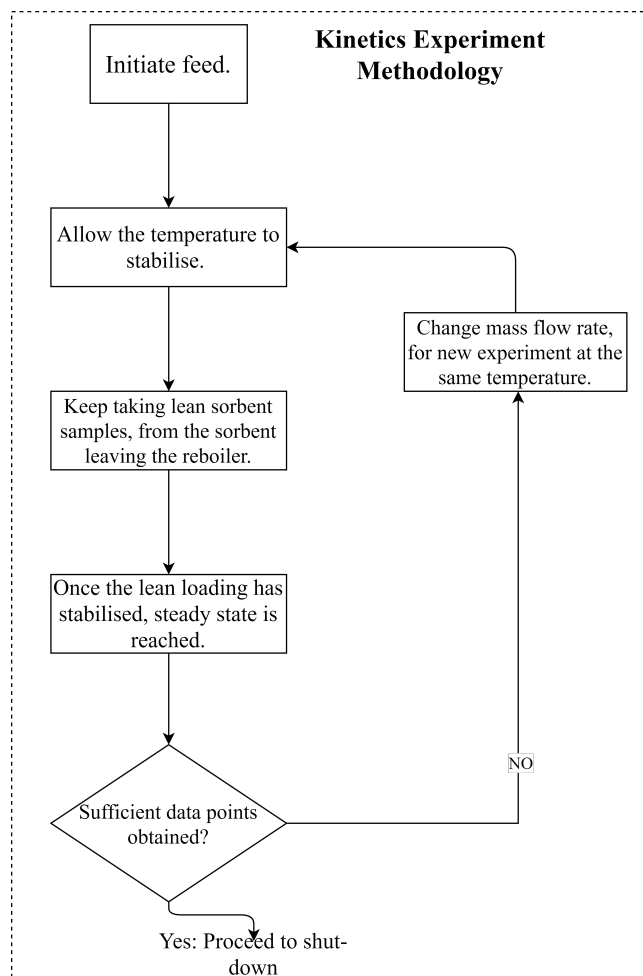 Kinetics Experiment
Methodology
Initiate feed.
Allow the temperature to
stabilise.
Change mass flow rate,
for new experiment at the
same temperature.
Keep taking lean sorbent
samples, from the sorbent
leaving the reboiler.
Once the lean loading has
stabilised, steady state is
reached.
NO
Sufficient data points
obtained?
Yes: Proceed to shut-
down